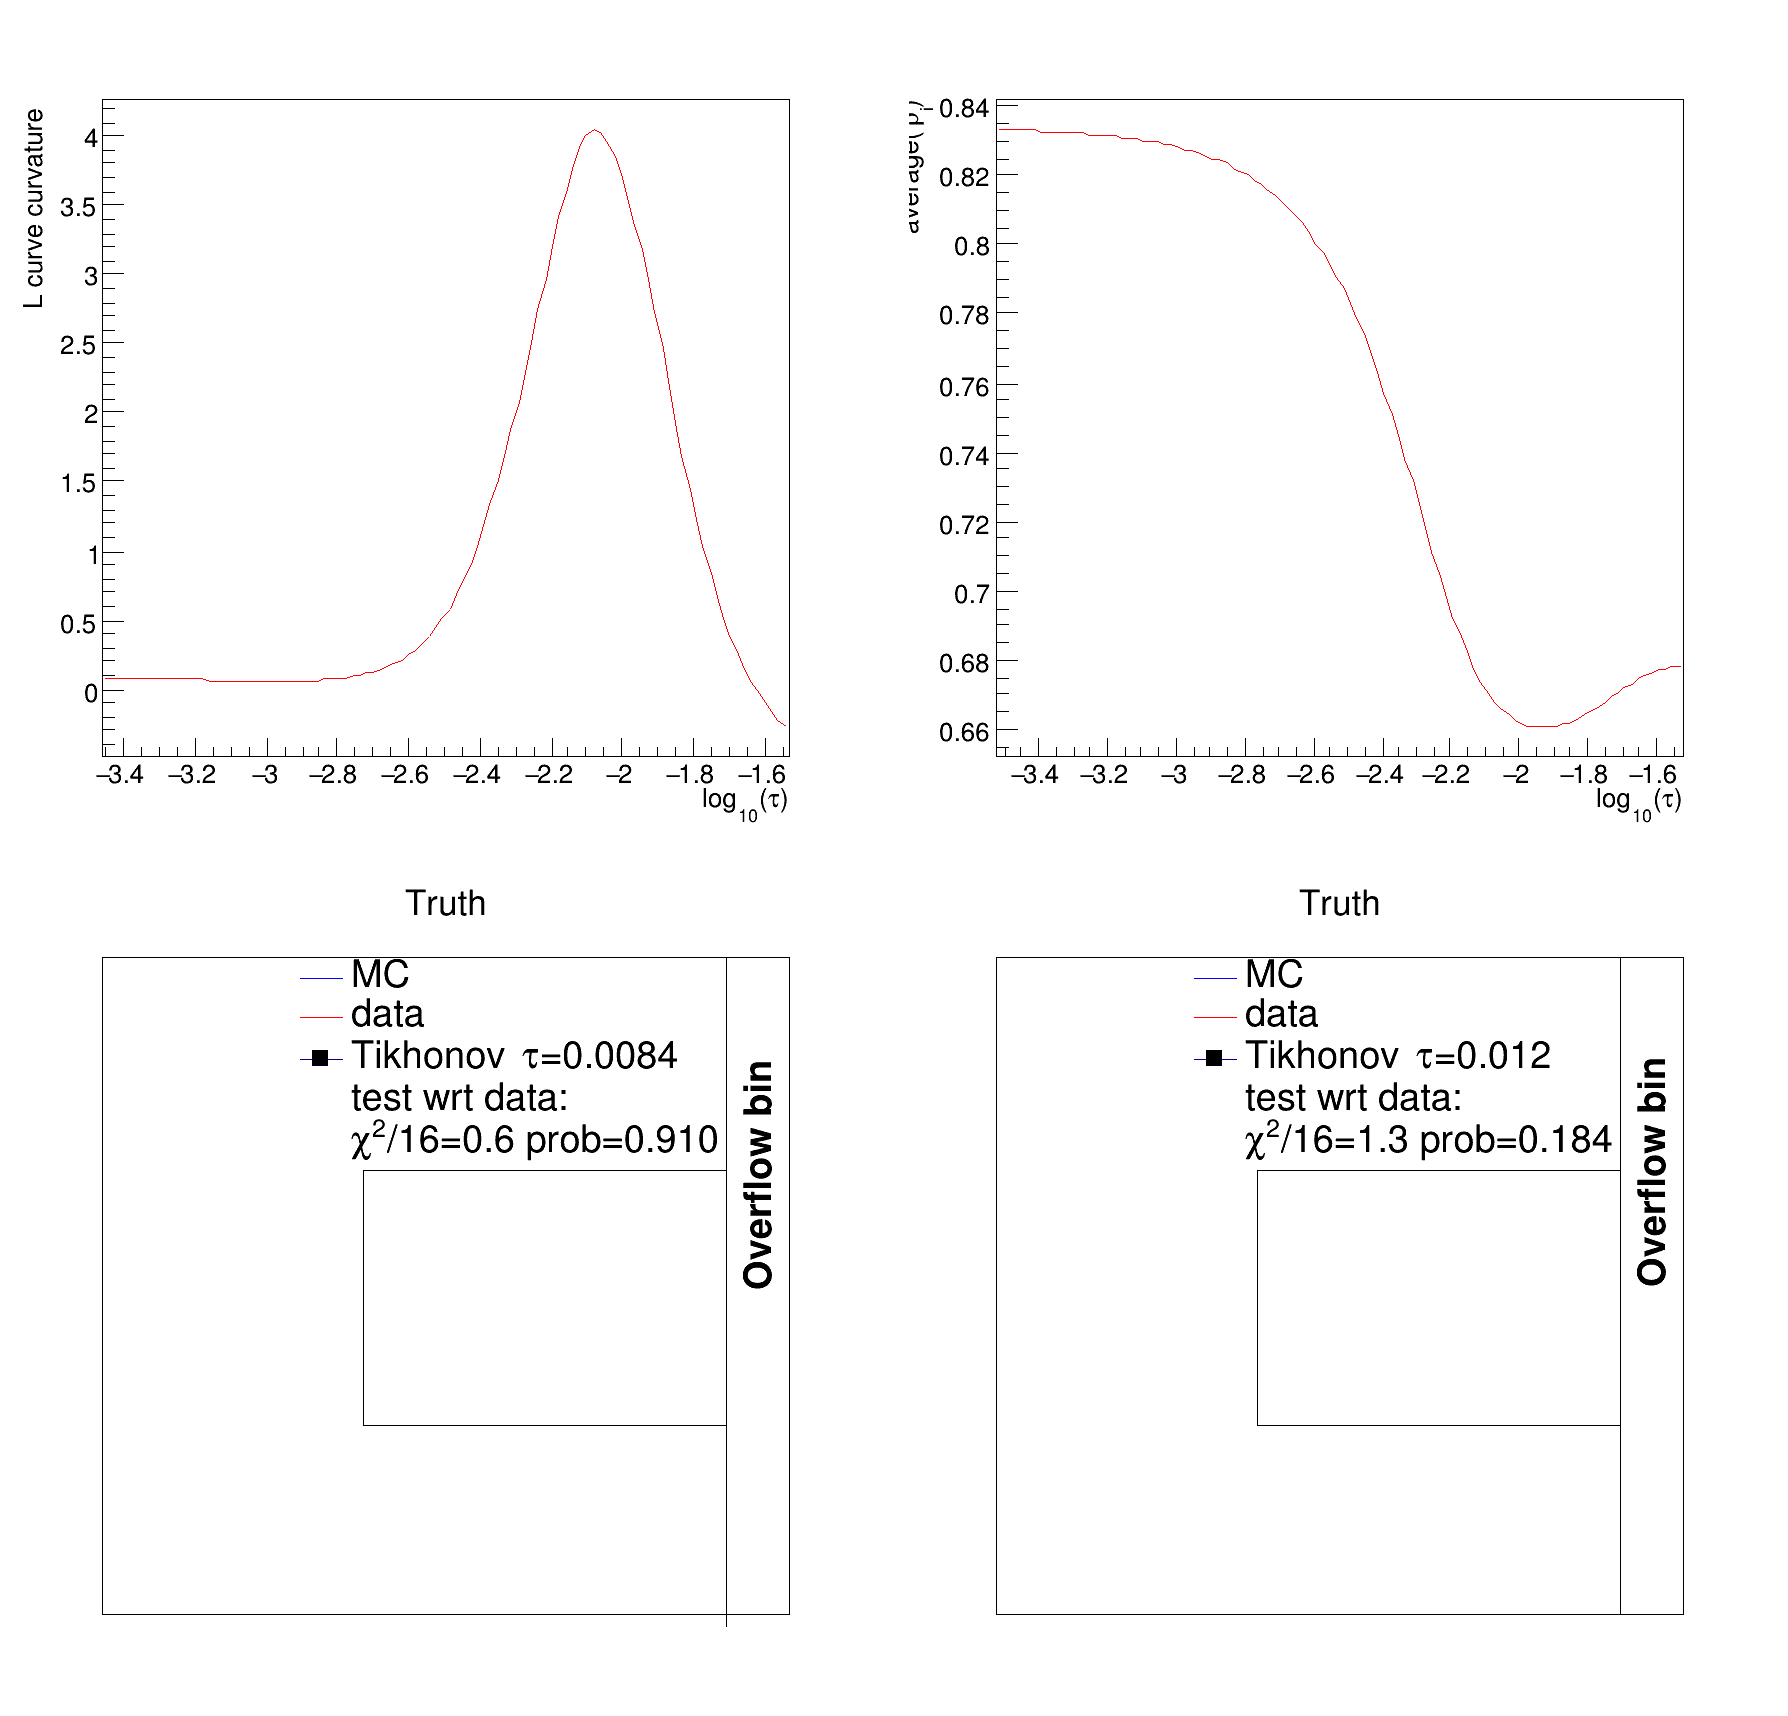 L curve curvature
4
3.5
3
2.5
2
1.5
1
0.5
0
−3.4 −3.2 −3 −2.8 −2.6 −2.4 −2.2 −2 −1.8 −1.6
log10(τ)
0.84
0.82
0.8
0.78
0.76
0.74
0.72
0.7
0.68
0.66
−3.4 −3.2 −3 −2.8 −2.6 −2.4 −2.2 −2 −1.8 −1.6
log10(τ)
Truth
MC
data
Tikhonov τ=0.0084
test wrt data:
χ²/16=0.6 prob=0.910
Overflow bin
Truth
MC
data
Tikhonov τ=0.012
test wrt data:
χ²/16=1.3 prob=0.184
Overflow bin